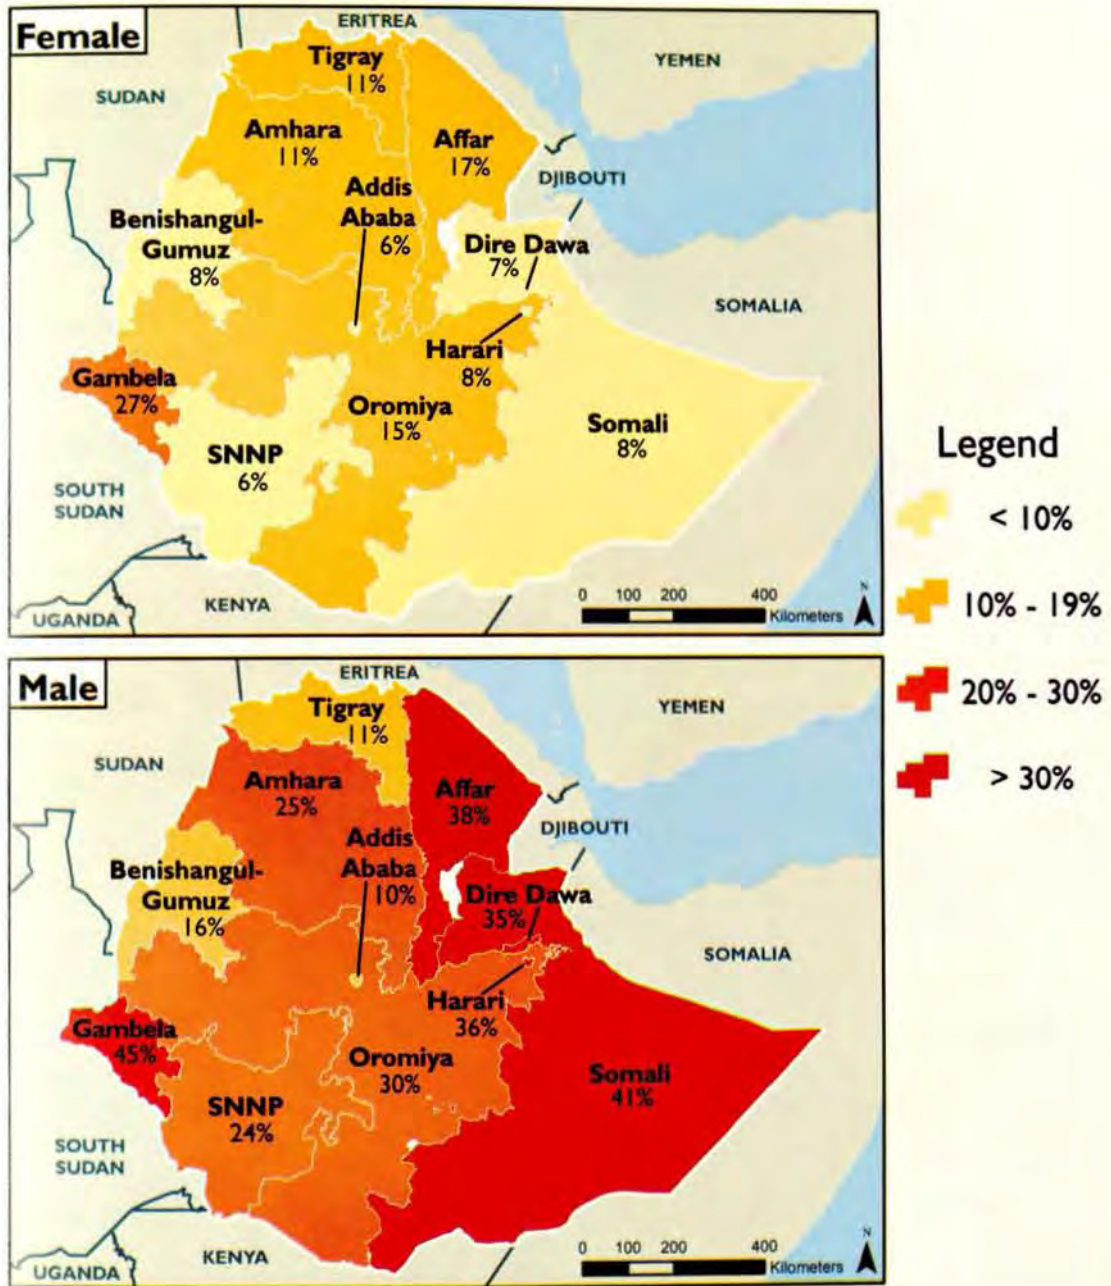 Female
ERITREA
YEMEN
SUDAN
Tigray
11%
Amhara
11%
Affar
17%
DJIBOUTI
Addis
Ababa
6%
Benishangul-
Gumuz
8%
Dire Dawa
7%
SOMALIA
Harari
8%
Gambela
27%
Oromiya
15%
Somali
8%
SNNP
6%
SOUTH
SUDAN
KENYA
UGANDA
0 100 200 400
Kilometers
N
Legend
< 10%
10% - 19%
20% - 30%
> 30%
Male
ERITREA
YEMEN
SUDAN
Tigray
11%
Amhara
25%
Affar
38%
DJIBOUTI
Addis
Ababa
10%
Benishangul-
Gumuz
16%
Dire Dawa
35%
SOMALIA
Harari
36%
Gambela
45%
Oromiya
30%
Somali
41%
SNNP
24%
SOUTH
SUDAN
KENYA
UGANDA
0 100 200 400
Kilometers
N